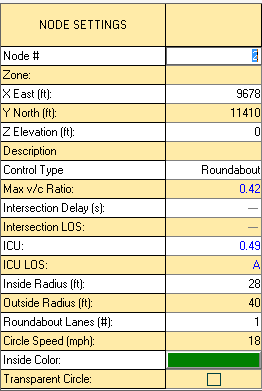 NODE SETTINGS
Node #
Zone:
X East (ft): 9678
Y North (ft): 11410
Z Elevation (ft): 0
Description
Control Type Roundabout
Max v/c Ratio: 0.42
Intersection Delay (s): —
Intersection LOS: —
ICU: 0.49
ICU LOS: A
Inside Radius (ft): 28
Outside Radius (ft): 40
Roundabout Lanes (#): 1
Circle Speed (mph): 18
Inside Color:
Transparent Circle: